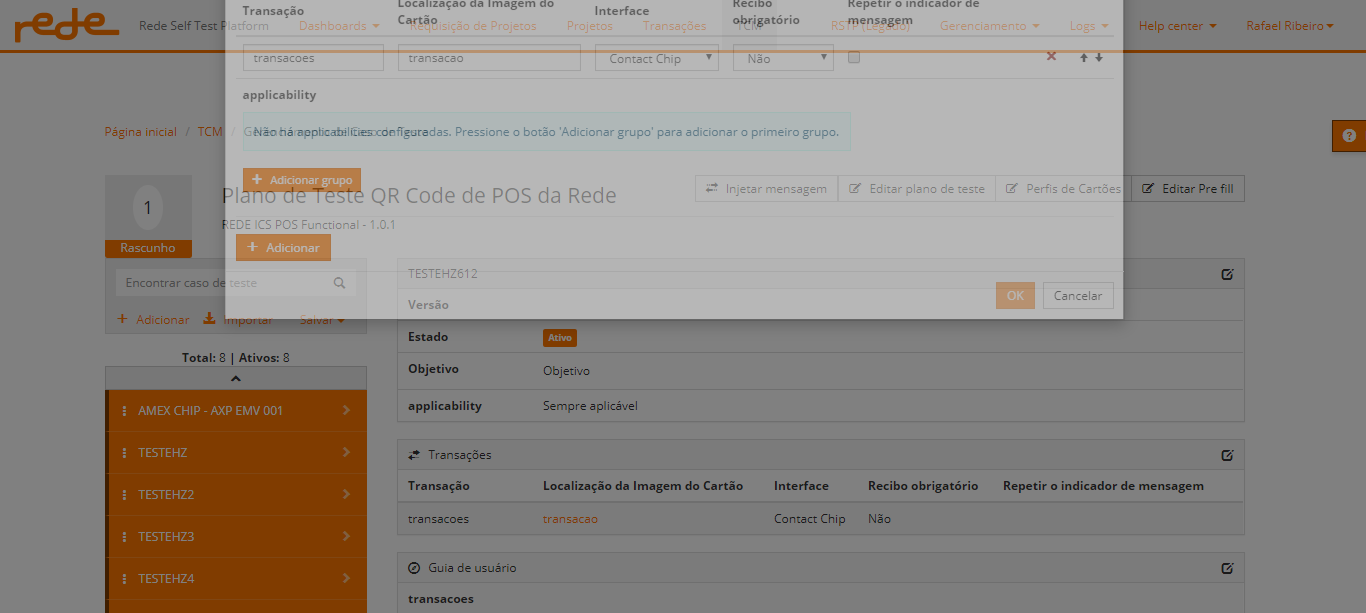 Transação Localização da Imagem do Cartão Interface Recibo obrigatório Repetir o indicador de mensagem
rede
Rede Self Test Platform Dashboards Requisição de Projetos Projetos Transações TCM RSTP (Legado) Gerenciamento Logs Help center Rafael Ribeiro
transacoes transacao Contact Chip Não
applicability
Página inicial / TCM /
Não há applicabilities configuradas. Pressione o botão 'Adicionar grupo' para adicionar o primeiro grupo.
+ Adicionar grupo
1
Rascunho
Plano de Teste QR Code de POS da Rede
REDE ICS POS Functional - 1.0.1
Injetar mensagem Editar plano de teste Perfis de Cartões Editar Pre fill
+ Adicionar
OK Cancelar
Encontrar caso de teste
+ Adicionar Importar Salvar
Total: 8 | Ativos: 8
AMEX CHIP - AXP EMV 001
TESTEHZ
TESTEHZ2
TESTEHZ3
TESTEHZ4
TESTEHZ612
Versão
Estado Ativo
Objetivo Objetivo
applicability Sempre aplicável
Transações
Transação Localização da Imagem do Cartão Interface Recibo obrigatório Repetir o indicador de mensagem
transacoes transacao Contact Chip Não
Guia de usuário
transacoes